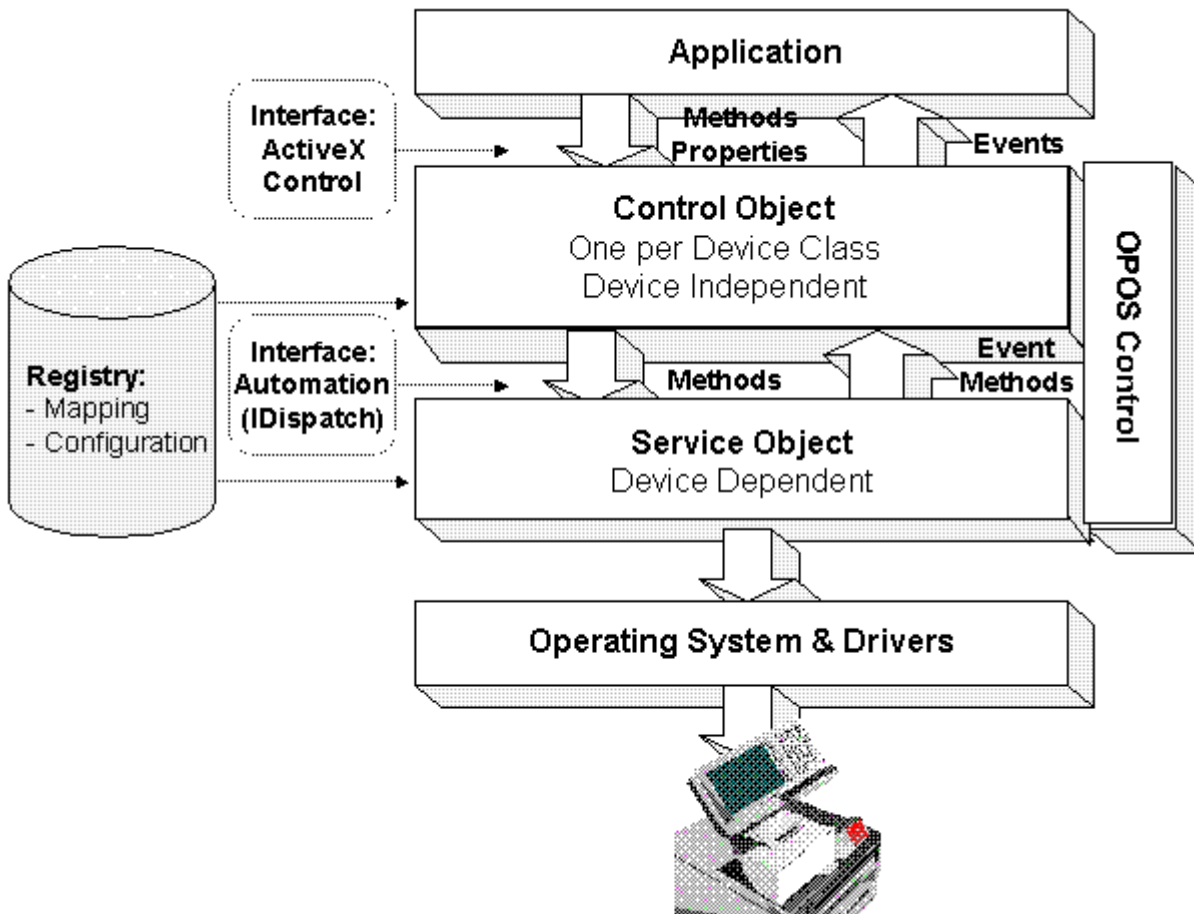 Application
Interface:
ActiveX
Control
Methods
Properties
Events
Control Object
One per Device Class
Device Independent
OPOS Control
Registry:
- Mapping
- Configuration
Interface:
Automation
(IDispatch)
Methods
Event
Methods
Service Object
Device Dependent
Operating System & Drivers